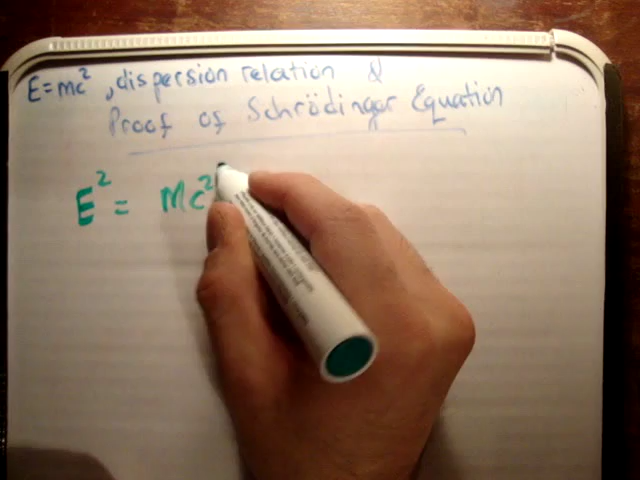 E=mc², dispersion relation &
Proof of Schrödinger Equation
E² = Mc²